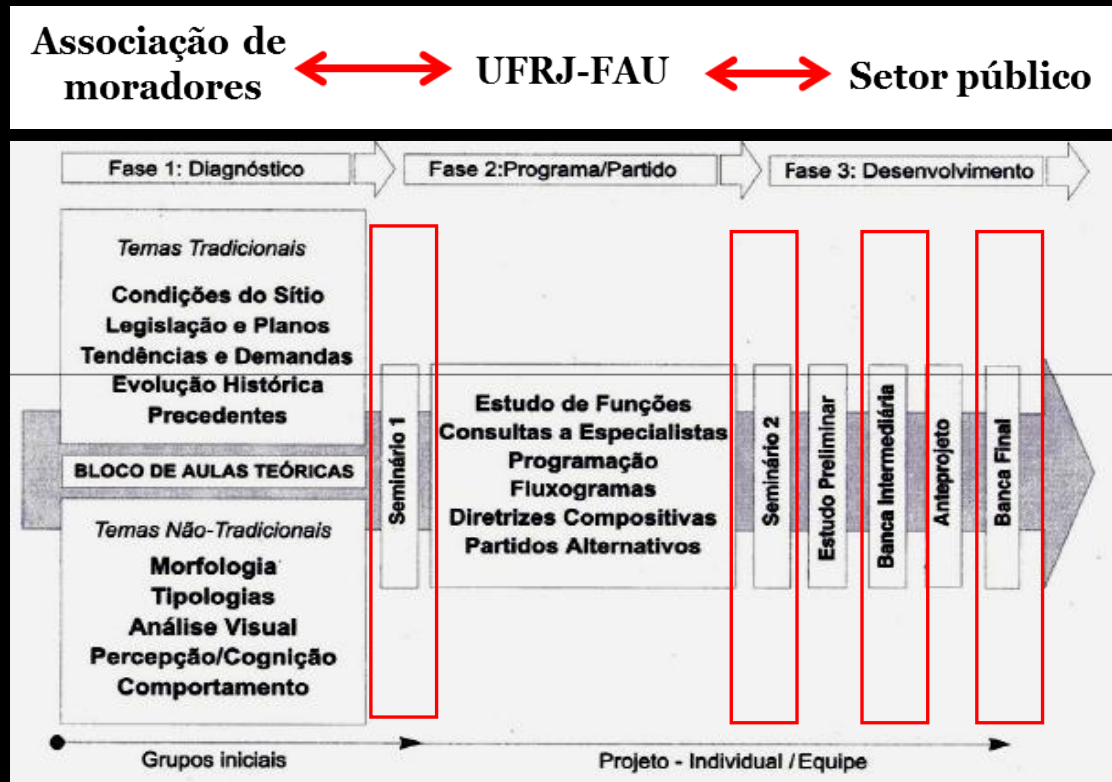 Associação de
moradores
UFRJ-FAU
Setor público
Fase 1: Diagnóstico
Fase 2:Programa/Partido
Fase 3: Desenvolvimento
Temas Tradicionais
Condições do Sítio
Legislação e Planos
Tendências e Demandas
Evolução Histórica
Precedentes
BLOCO DE AULAS TEÓRICAS
Temas Não-Tradicionais
Morfologia
Tipologias
Análise Visual
Percepção/Cognição
Comportamento
Seminário 1
Estudo de Funções
Consultas a Especialistas
Programação
Fluxogramas
Diretrizes Compositivas
Partidos Alternativos
Seminário 2
Estudo Preliminar
Banca Intermediária
Anteprojeto
Banca Final
Grupos iniciais
Projeto - Individual / Equipe